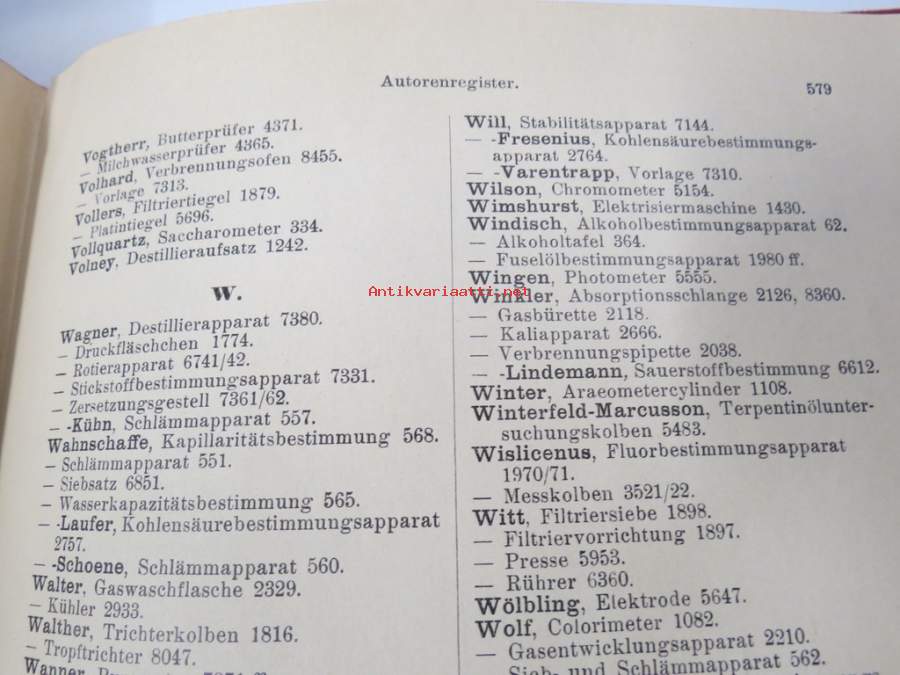 Autorenregister.
579
Vogtherr, Butterprüfer 4371.
— Milchwasserprüfer 4365.
Volhard, Verbrennungsofen 8455.
— Vorlage 7313.
Vollers, Filtriertiegel 1879.
— Platintiegel 5696.
Vollquartz, Saccharometer 334.
Volney, Destillieraufsatz 1242.
W.
Wagner, Destillierapparat 7380.
— Druckfläschchen 1774.
— Rotierapparat 6741/42.
— Stickstoffbestimmungsapparat 7331.
— Zersetzungsgestell 7361/62.
— -Kühn, Schlämmapparat 557.
Wahnschaffe, Kapillaritätsbestimmung 568.
— Schlämmapparat 551.
— Siebsatz 6851.
— Wasserkapazitätsbestimmung 565.
— -Laufer, Kohlensäurebestimmungsapparat
2757.
— -Schoene, Schlämmapparat 560.
Walter, Gaswaschflasche 2329.
— Kühler 2933.
Walther, Trichterkolben 1816.
— Tropftrichter 8047.
Wanner,
Will, Stabilitätsapparat 7144.
— -Fresenius, Kohlensäurebestimmungs-
apparat 2764.
— -Varentrapp, Vorlage 7310.
Wilson, Chromometer 5154.
Wimshurst, Elektrisiermaschine 1430.
Windisch, Alkoholbestimmungsapparat 62.
— Alkoholtafel 364.
— Fuselölbestimmungsapparat 1980 ff.
Wingen, Photometer 5555.
Antikvariaatti.net
Winkler, Absorptionsschlange 2126, 8360.
— Gasbürette 2118.
— Kaliapparat 2666.
— Verbrennungspipette 2038.
— -Lindemann, Sauerstoffbestimmung 6612.
Winter, Araeometercylinder 1108.
Winterfeld-Marcusson, Terpentinölunter-
suchungskolben 5483.
Wislicenus, Fluorbestimmungsapparat
1970/71.
— Messkolben 3521/22.
Witt, Filtriersiebe 1898.
— Filtriervorrichtung 1897.
— Presse 5953.
— Rührer 6360.
Wölbling, Elektrode 5647.
Wolf, Colorimeter 1082.
— Gasentwicklungsapparat 2210.
— Sieb- und Schlämmapparat 562.